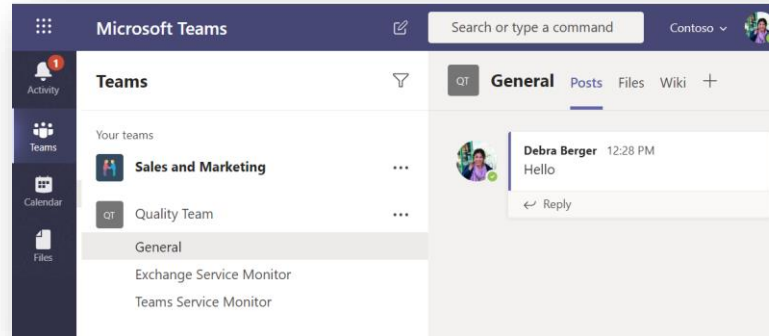 Microsoft Teams
Search or type a command
Contoso
1
Activity
Teams
Calendar
Files
Teams
Your teams
Sales and Marketing
QT Quality Team
General
Exchange Service Monitor
Teams Service Monitor
QT General Posts Files Wiki
Debra Berger 12:28 PM
Hello
Reply